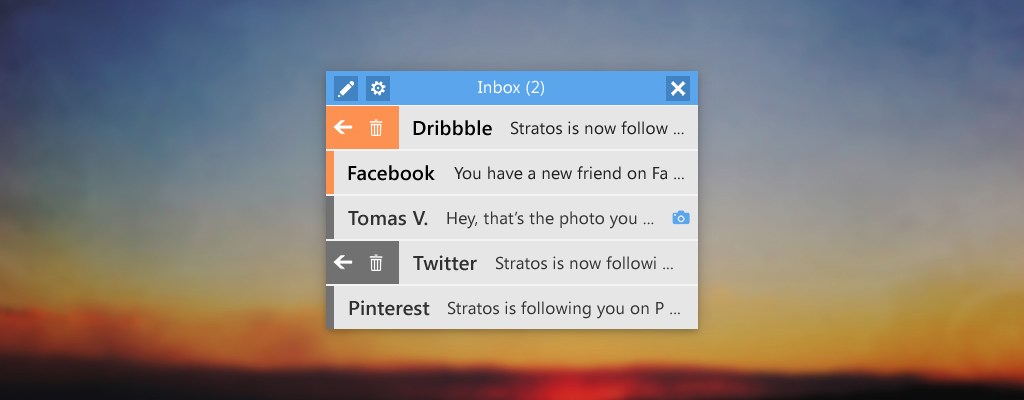 Inbox (2)
Dribbble Stratos is now follow ...
Facebook You have a new friend on Fa ...
Tomas V. Hey, that’s the photo you ...
Twitter Stratos is now followi ...
Pinterest Stratos is following you on P ...